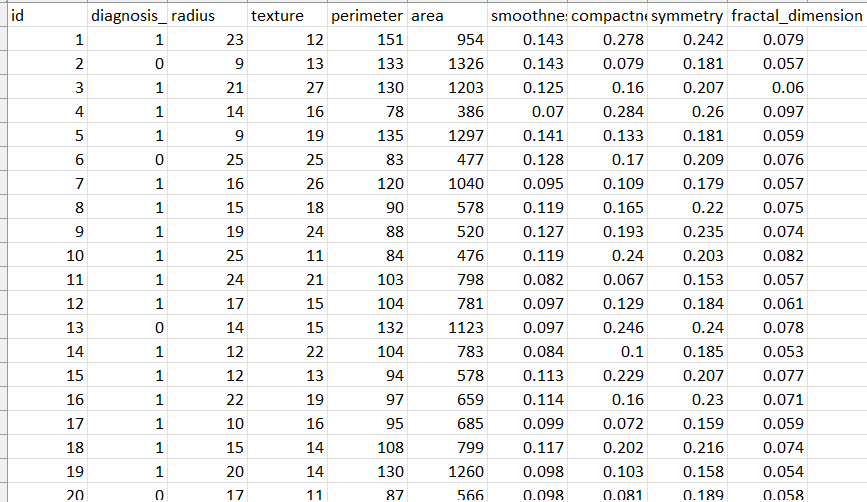 id diagnosis_ radius texture perimeter area smoothnes compactne symmetry fractal_dimension
1 1 23 12 151 954 0.143 0.278 0.242 0.079
2 0 9 13 133 1326 0.143 0.079 0.181 0.057
3 1 21 27 130 1203 0.125 0.16 0.207 0.06
4 1 14 16 78 386 0.07 0.284 0.26 0.097
5 1 9 19 135 1297 0.141 0.133 0.181 0.059
6 0 25 25 83 477 0.128 0.17 0.209 0.076
7 1 16 26 120 1040 0.095 0.109 0.179 0.057
8 1 15 18 90 578 0.119 0.165 0.22 0.075
9 1 19 24 88 520 0.127 0.193 0.235 0.074
10 1 25 11 84 476 0.119 0.24 0.203 0.082
11 1 24 21 103 798 0.082 0.067 0.153 0.057
12 1 17 15 104 781 0.097 0.129 0.184 0.061
13 0 14 15 132 1123 0.097 0.246 0.24 0.078
14 1 12 22 104 783 0.084 0.1 0.185 0.053
15 1 12 13 94 578 0.113 0.229 0.207 0.077
16 1 22 19 97 659 0.114 0.16 0.23 0.071
17 1 10 16 95 685 0.099 0.072 0.159 0.059
18 1 15 14 108 799 0.117 0.202 0.216 0.074
19 1 20 14 130 1260 0.098 0.103 0.158 0.054
20 0 17 11 87 566 0.098 0.081 0.189 0.058